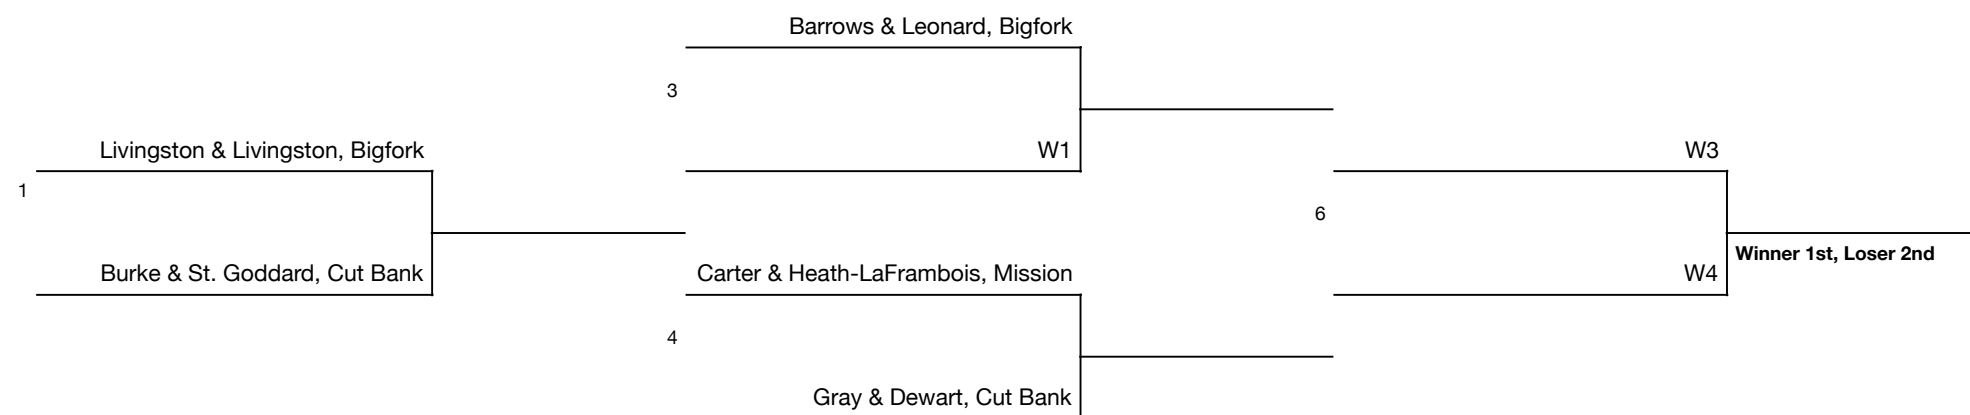 Barrows & Leonard, Bigfork
3
Livingston & Livingston, Bigfork
W1
W3
1
6
Burke & St. Goddard, Cut Bank
Carter & Heath-LaFrambois, Mission
W4
Winner 1st, Loser 2nd
4
Gray & Dewart, Cut Bank